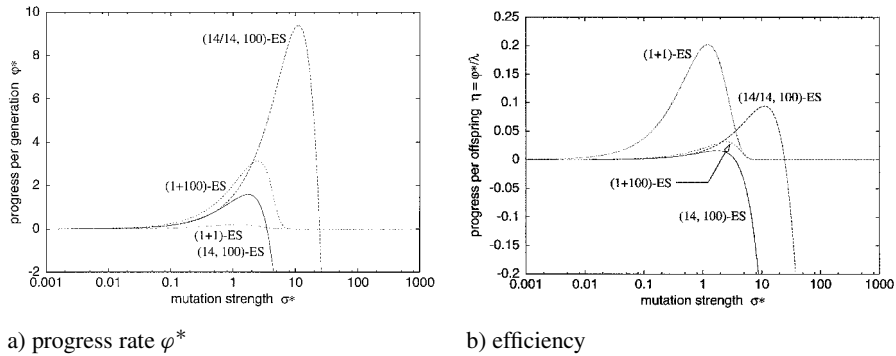 10
8
6
4
2
0
-2
progress per generation φ*
(14/14, 100)-ES
(1+100)-ES
(1+1)-ES
(14, 100)-ES
0.001 0.01 0.1 1 10 100 1000
mutation strength σ*
a) progress rate φ*
0.25
0.2
0.15
0.1
0.05
0
-0.05
-0.1
-0.15
-0.2
progress per offspring η = φ*/λ
(1+1)-ES
(14/14, 100)-ES
(1+100)-ES
(14, 100)-ES
0.001 0.01 0.1 1 10 100 1000
mutation strength σ*
b) efficiency